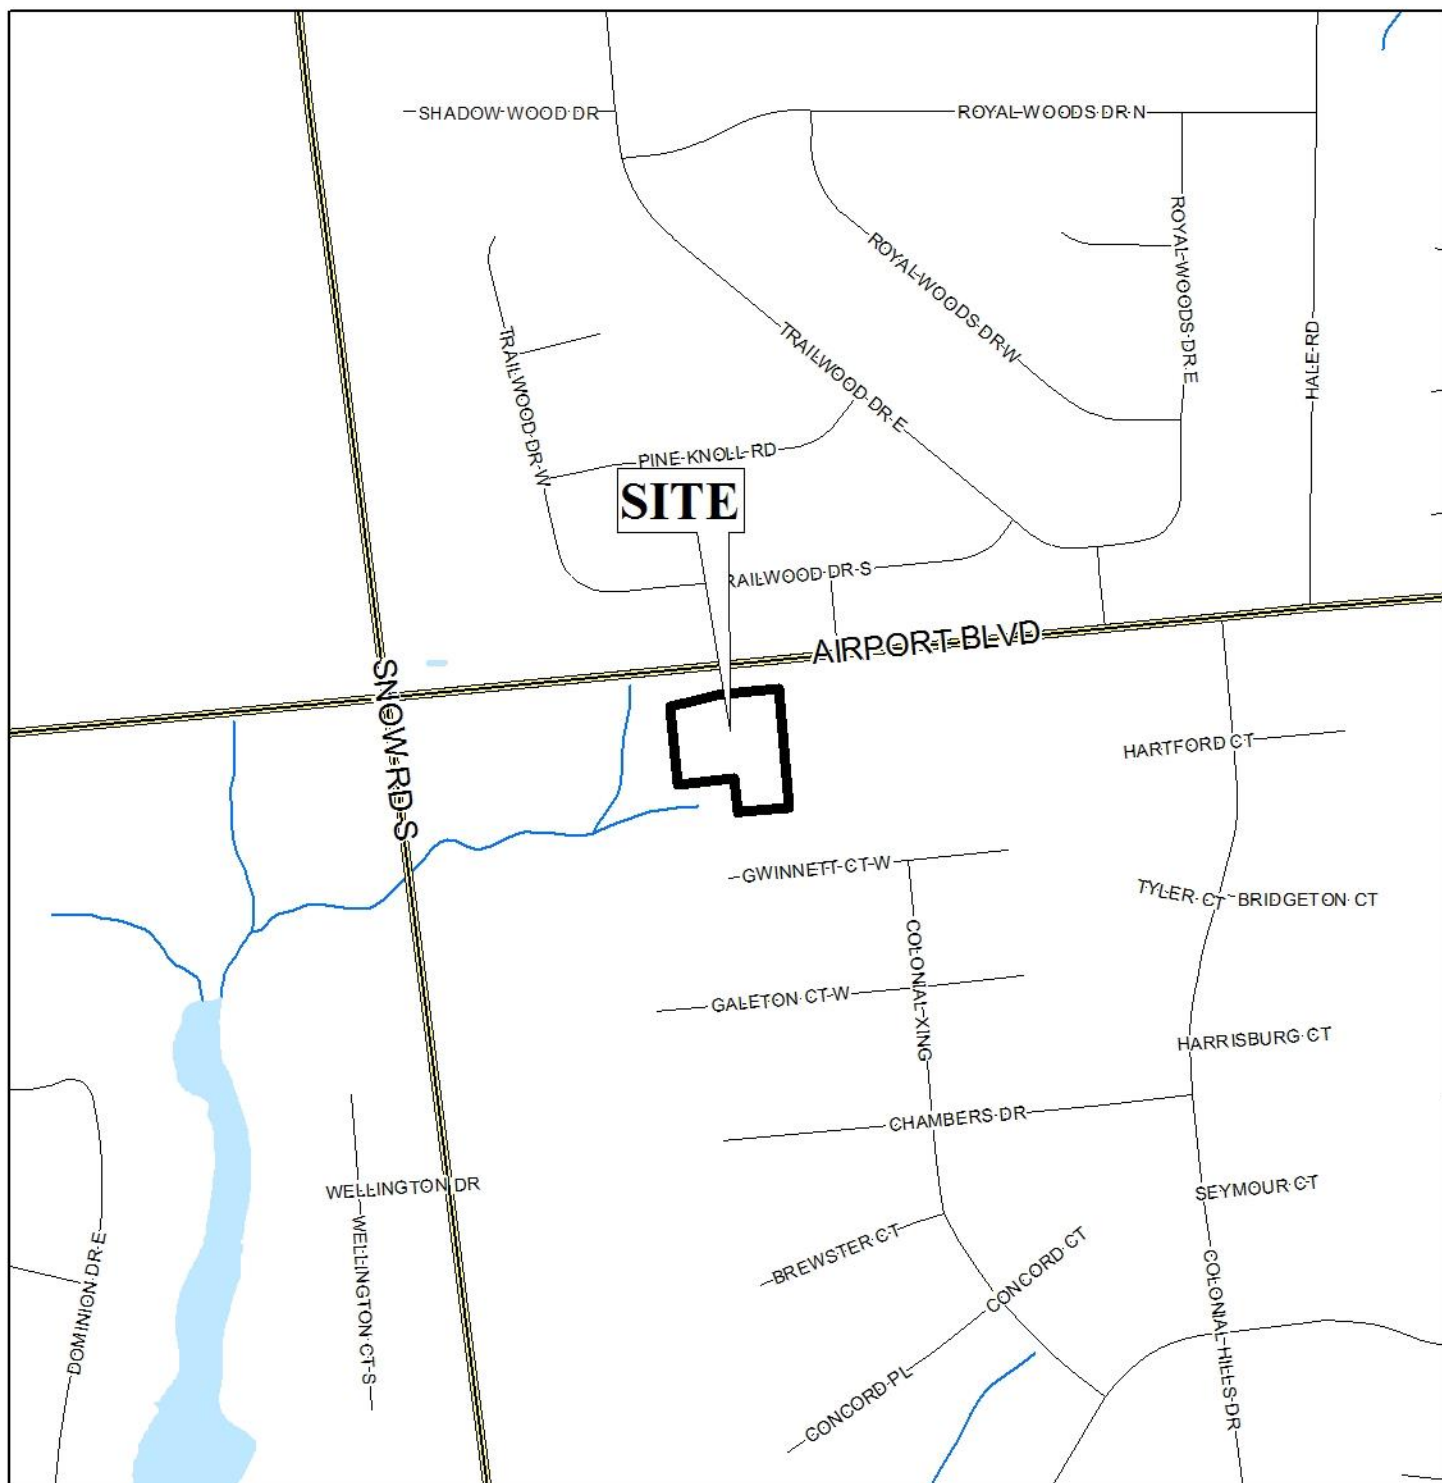 SHADOW WOOD DR
ROYAL WOODS DR N
ROYAL WOODS DR W
ROYAL WOODS DR E
TRAILWOOD DR W
TRAILWOOD DR E
HALE RD
PINE KNOLL RD
SITE
RAILWOOD DR S
AIRPORT BLVD
SNOW RD S
HARTFORD CT
GWINNETT CT W
TYLER CT
BRIDGETON CT
COLONIAL XING
GALETON CT W
HARRISBURG CT
CHAMBERS DR
WELLINGTON DR
SEYMOUR CT
WELLINGTON CT S
DOMINION DR E
BREWSTER CT
CONCORD CT
COLONIAL HILLS DR
CONCORD PL